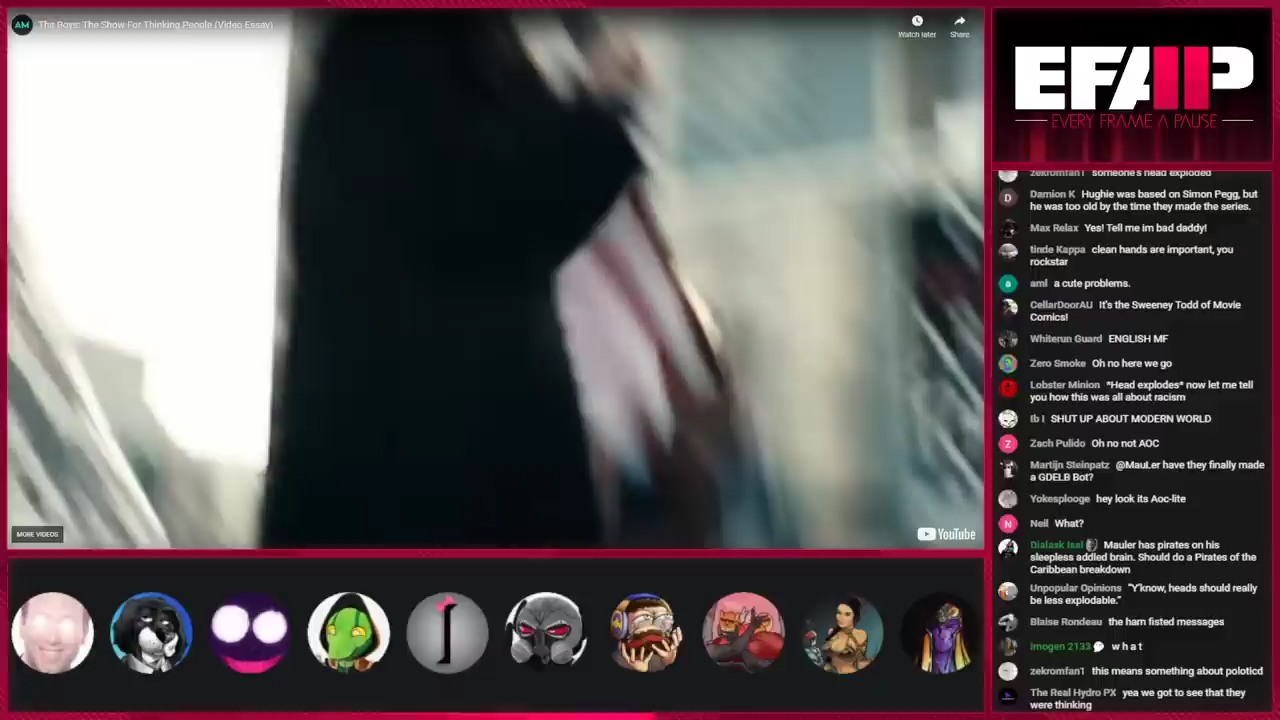 AM
The Boys: The Show For Thinking People (Video Essay)
Watch later
Share
MORE VIDEOS
YouTube
EFAP
EVERY FRAME A PAUSE
zekromfan1 someone's head exploded
D
Damion K Hughie was based on Simon Pegg, but
he was too old by the time they made the series.
Max Relax Yes! Tell me im bad daddy!
tinde Kappa clean hands are important, you
rockstar
a
aml a cute problems.
CellarDoorAU It's the Sweeney Todd of Movie
Comics!
Whiterun Guard ENGLISH MF
Zero Smoke Oh no here we go
Lobster Minion *Head explodes* now let me tell
you how this was all about racism
SHUT UP ABOUT MODERN WORLD
Z
Zach Pulido Oh no not AOC
Martijn Steinpatz @MauLer have they finally made
a GDELB Bot?
Yokesplooge hey look its Aoc-lite
N
Neil What?
Dialask Isal Mauler has pirates on his
sleepless addled brain. Should do a Pirates of the
Caribbean breakdown
Unpopular Opinions "Y'know, heads should really
be less explodable."
Blaise Rondeau the ham fisted messages
Imogen 2133 w h a t
zekromfan1 this means something about poloticd
The Real Hydro PX yea we got to see that they
were thinking